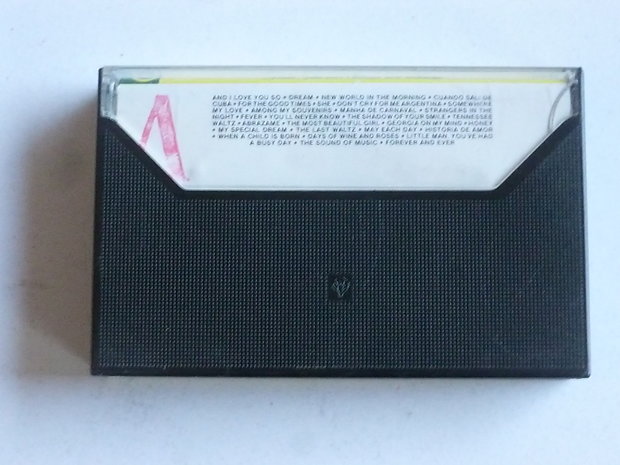 AND I LOVE YOU SO • DREAM • NEW WORLD IN THE MORNING • CUANDO SALI DE
CUBA • FOR THE GOOD TIMES • SHE • DON'T CRY FOR ME ARGENTINA • SOMEWHERE
MY LOVE • AMONG MY SOUVENIRS • MANHA DE CARNAVAL • STRANGERS IN THE
NIGHT • FEVER • YOU'LL NEVER KNOW • THE SHADOW OF YOUR SMILE • TENNESSEE
WALTZ • ABRAZAME • THE MOST BEAUTIFUL GIRL • GEORGIA ON MY MIND • HONEY
• MY SPECIAL DREAM • THE LAST WALTZ • MAY EACH DAY • HISTORIA DE AMOR
• WHEN A CHILD IS BORN • DAYS OF WINE AND ROSES • LITTLE MAN YOU'VE HAD
A BUSY DAY • THE SOUND OF MUSIC • FOREVER AND EVER